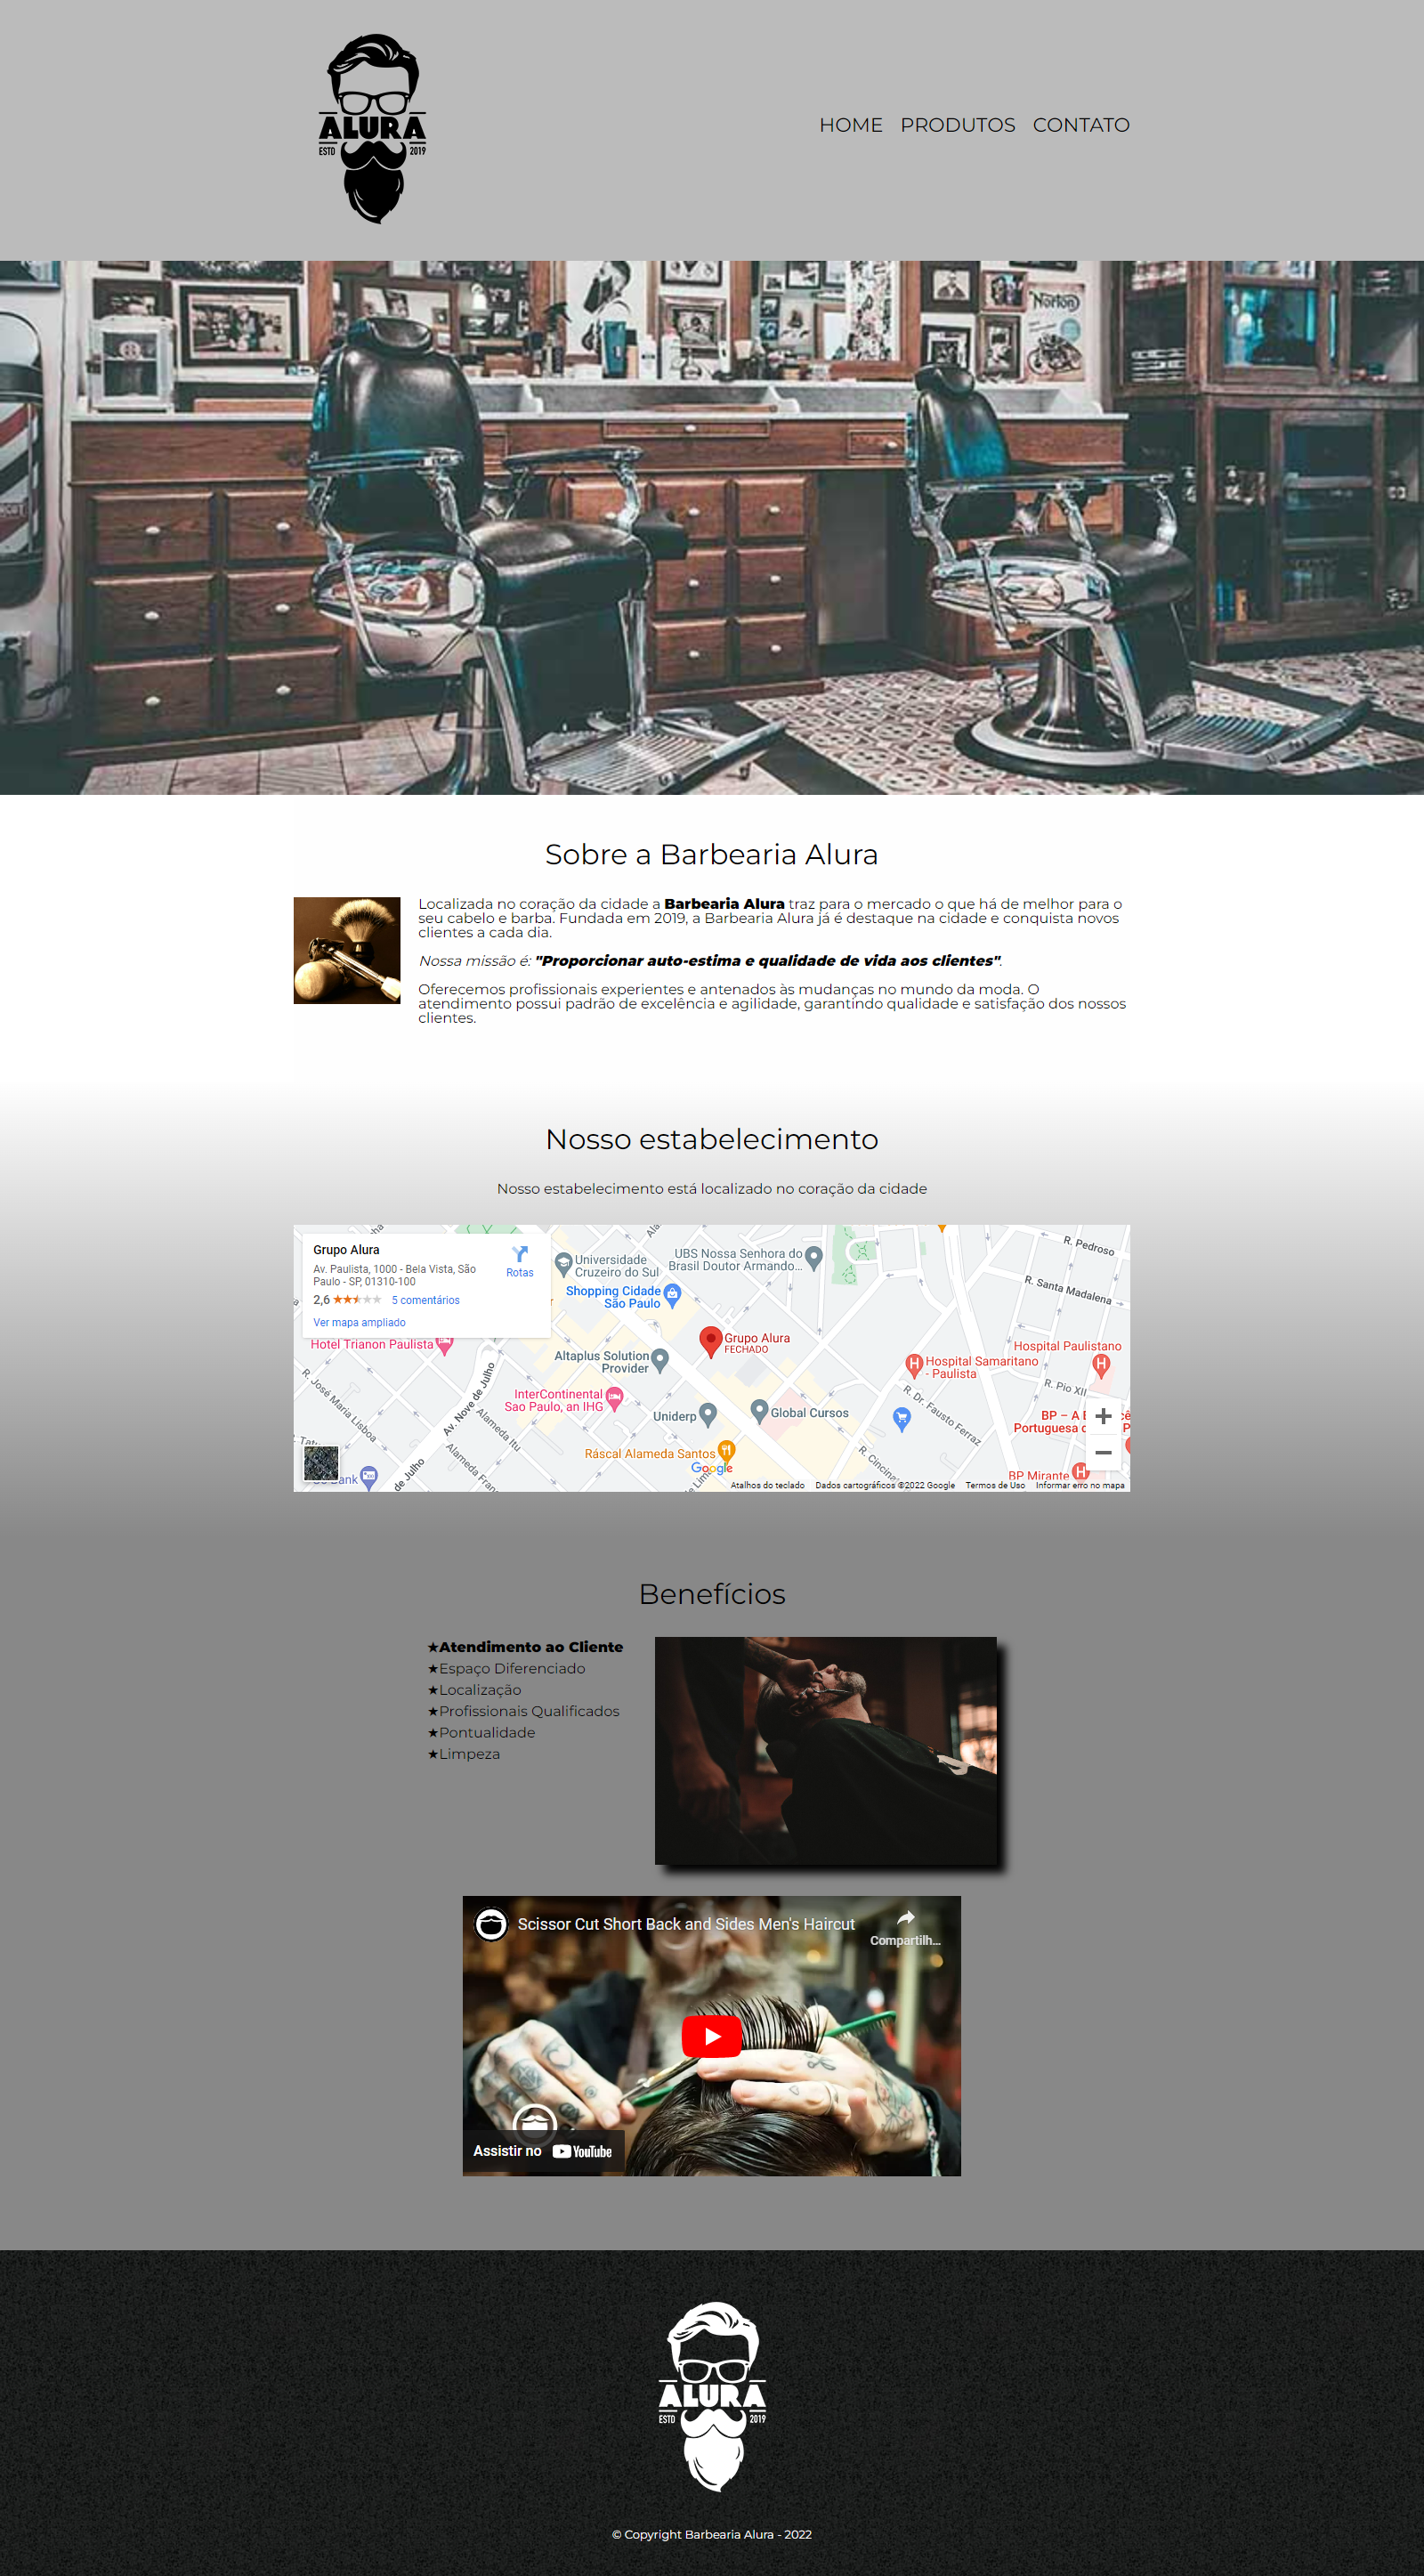 ALURA
ESTD 2019
HOME PRODUTOS CONTATO
Norton
Sobre a Barbearia Alura
Localizada no coração da cidade a Barbearia Alura traz para o mercado o que há de melhor para o
seu cabelo e barba. Fundada em 2019, a Barbearia Alura já é destaque na cidade e conquista novos
clientes a cada dia.
Nossa missão é: "Proporcionar auto-estima e qualidade de vida aos clientes".
Oferecemos profissionais experientes e antenados às mudanças no mundo da moda. O
atendimento possui padrão de excelência e agilidade, garantindo qualidade e satisfação dos nossos
clientes.
Nosso estabelecimento
Nosso estabelecimento está localizado no coração da cidade
Grupo Alura
Av. Paulista, 1000 - Bela Vista, São
Paulo - SP, 01310-100
2,6 5 comentários
Ver mapa ampliado
Rotas
Universidade
Cruzeiro do Sul
UBS Nossa Senhora do
Brasil Doutor Armando...
R. Pedroso
Shopping Cidade
São Paulo
R. Santa Madalena
Hotel Trianon Paulista
Grupo Alura
FECHADO
Hospital Paulistano
Altaplus Solution
Provider
Hospital Samaritano
- Paulista
R. José Maria Lisboa
Av. Nove de Julho
InterContinental
Sao Paulo, an IHG
R. Pio XII
R. Dr. Fausto Ferraz
Alameda Itu
Uniderp
Global Cursos
BP – A
Portuguesa
Ráscal Alameda Santos
Google
R. Cincin
Alameda Fran
de Julho
Bank
BP Mirante
Atalhos do teclado Dados cartográficos ©2022 Google Termos de Uso Informar erro no mapa
Benefícios
★Atendimento ao Cliente
★Espaço Diferenciado
★Localização
★Profissionais Qualificados
★Pontualidade
★Limpeza
Scissor Cut Short Back and Sides Men's Haircut
Compartilh...
Assistir no YouTube
ALURA
ESTD 2019
© Copyright Barbearia Alura - 2022